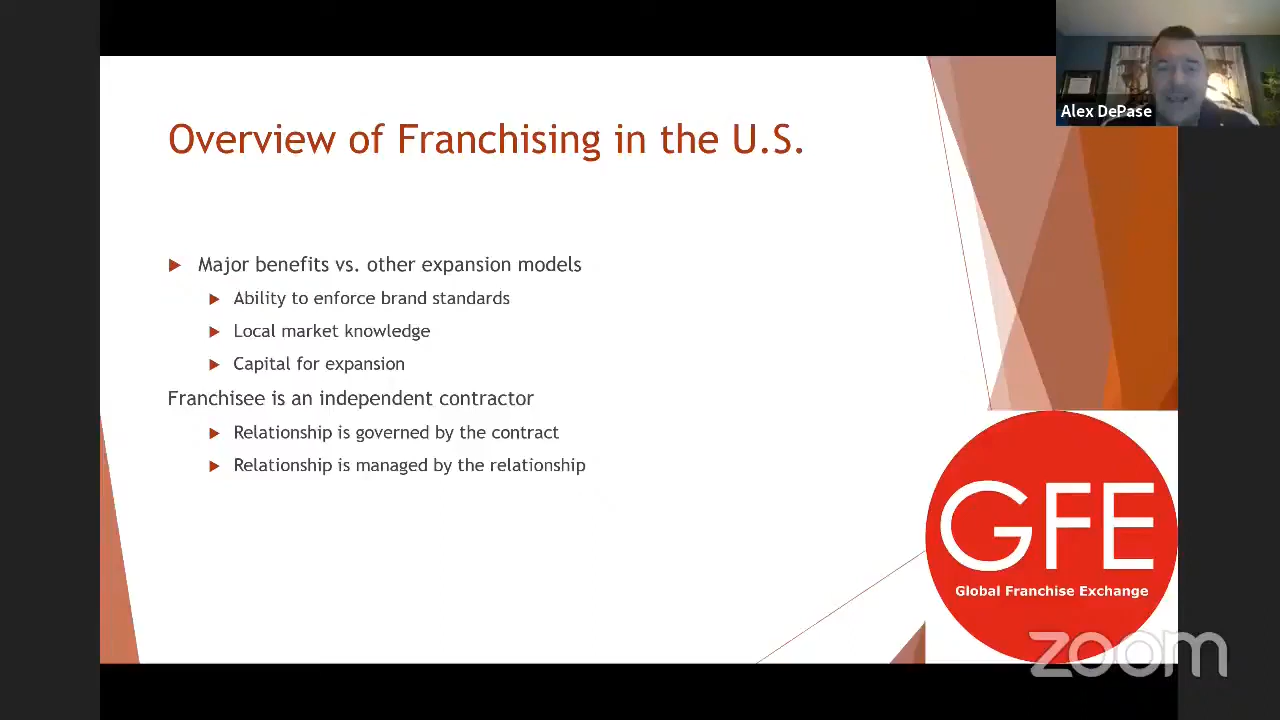 Alex DePase
Overview of Franchising in the U.S.
Major benefits vs. other expansion models
Ability to enforce brand standards
Local market knowledge
Capital for expansion
Franchisee is an independent contractor
Relationship is governed by the contract
Relationship is managed by the relationship
GFE
Global Franchise Exchange
zoom